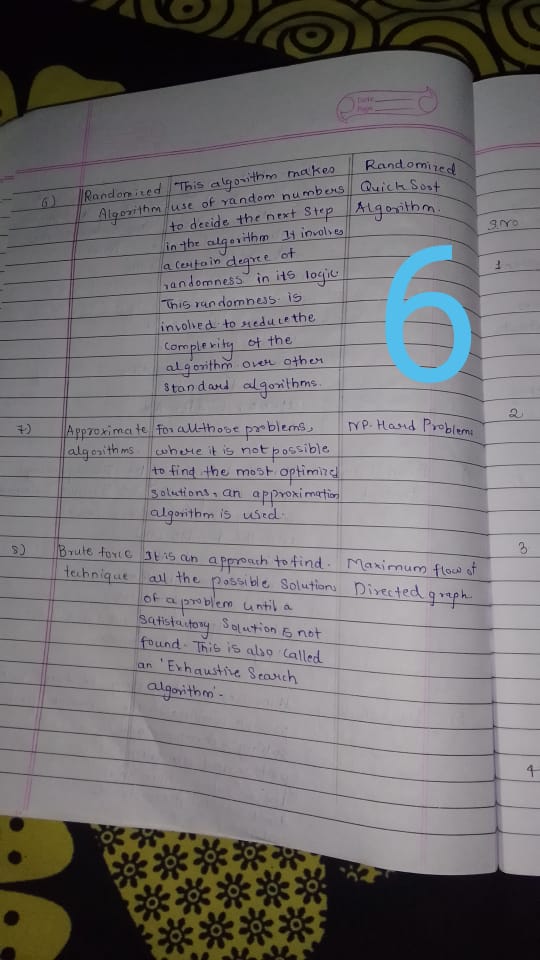 Date
Page
6) Randomized This algorithm makes Randomized
Algorithm use of random numbers Quick Sost
to decide the next step Algorithm.
in the algorithm It involves
a certain degree of
randomness in its logic
This randomness is
involved to reduce the
complexity of the
algorithm over other
standard algorithms.
7) Approximate for all those problems, NP-Hard Problems
algorithms where it is not possible
to find the most optimized
solutions, an approximation
algorithm is used.
8) Brute force It is an approach to find. Maximum flow of
technique all the possible Solutions Directed graph
of a problem until a
satisfactory Solution is not
found. This is also called
an 'Exhaustive Search
algorithm'-
6
S.No
1
2
3
4